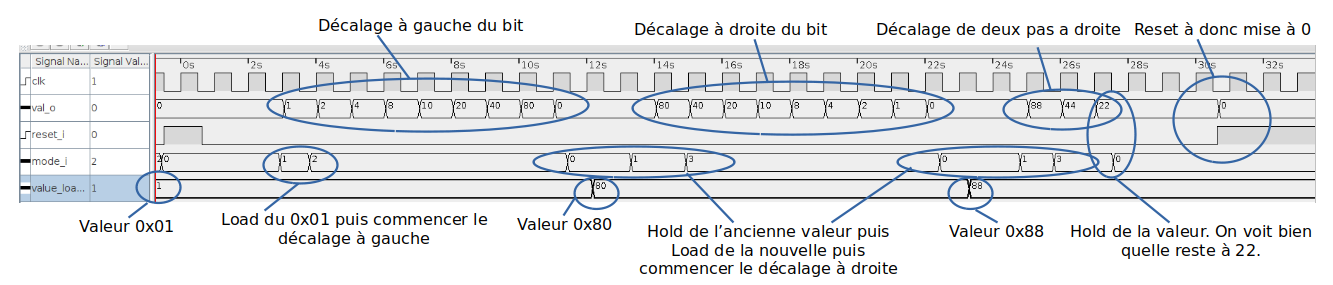 Décalage à gauche du bit
Décalage à droite du bit
Décalage de deux pas a droite
Reset à donc mise à 0
Signal Na... Signal Val...
0s 2s 4s 6s 8s 10s 12s 14s 16s 18s 20s 22s 24s 26s 28s 30s 32s
clk 1
val_o 0 0 1 2 4 8 10 20 40 80 0 80 40 20 10 8 4 2 1 0 88 44 22 0
reset_i 0
mode_i 2 2 0 1 2 0 1 3 0 1 3 0
value_loa... 1 1 80 88
Valeur 0x01
Load du 0x01 puis commencer le
décalage à gauche
Valeur 0x80
Hold de l’ancienne valeur puis
Load de la nouvelle puis
commencer le décalage à droite
Valeur 0x88
Hold de la valeur. On voit bien
quelle reste à 22.